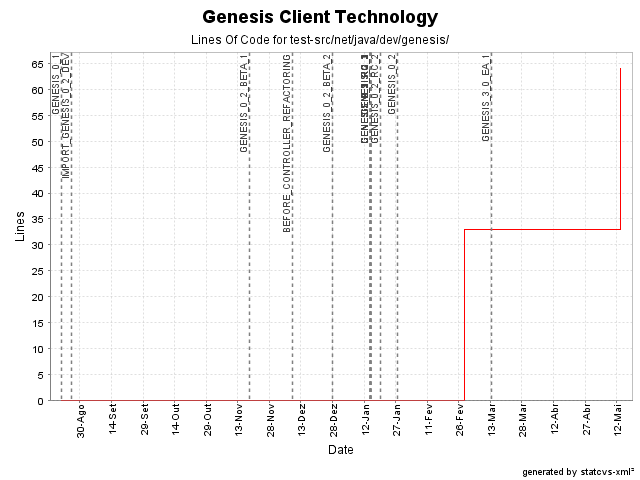 Genesis Client Technology
Lines Of Code for test-src/net/java/dev/genesis/
Lines
65
60
55
50
45
40
35
30
25
20
15
10
5
0
GENESIS_0_1
IMPORT_GENESIS_0_2_DEV
GENESIS_0_2_BETA_1
BEFORE_CONTROLLER_REFACTORING
GENESIS_0_2_BETA_2
GENESIS_0_2_RC_2
GENESIS_0_2
GENESIS_3_0_EA_1
30-Ago
14-Set
29-Set
14-Out
29-Out
13-Nov
28-Nov
13-Dez
28-Dez
12-Jan
27-Jan
11-Fev
26-Fev
13-Mar
28-Mar
12-Abr
27-Abr
12-Mai
Date
generated by statcvs-xml²